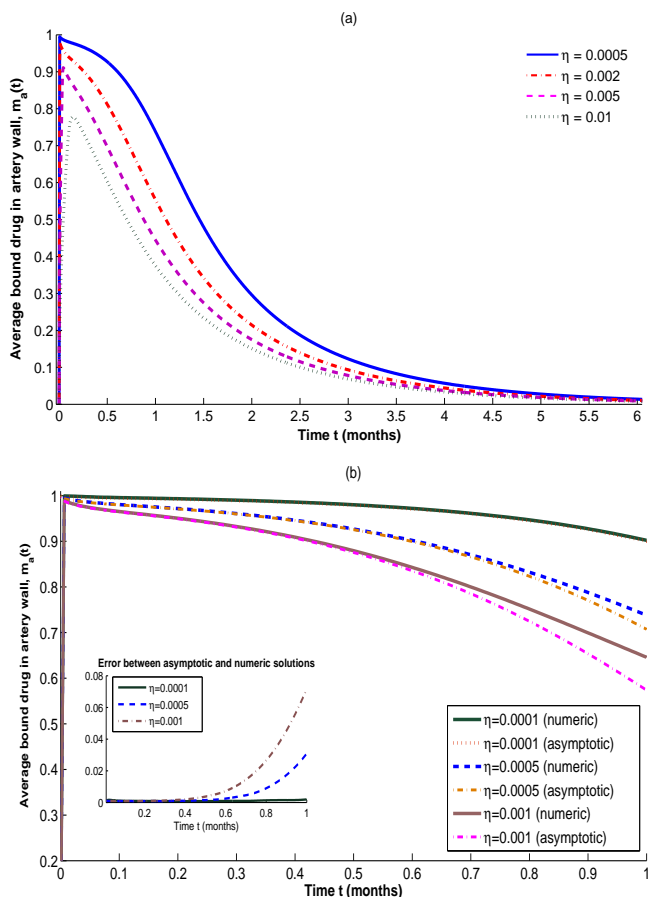 (a)
Average bound drug in artery wall, m_a(t)
1
0.9
0.8
0.7
0.6
0.5
0.4
0.3
0.2
0.1
0
η = 0.0005
η = 0.002
η = 0.005
η = 0.01
0 0.5 1 1.5 2 2.5 3 3.5 4 4.5 5 5.5 6
Time t (months)
(b)
Average bound drug in artery wall, m_a(t)
1
0.9
0.8
0.7
0.6
0.5
0.4
0.3
0.2
Error between asymptotic and numeric solutions
0.08
0.06
0.04
0.02
0
η=0.0001
η=0.0005
η=0.001
0.2 0.4 0.6 0.8 1
Time t (months)
η=0.0001 (numeric)
η=0.0001 (asymptotic)
η=0.0005 (numeric)
η=0.0005 (asymptotic)
η=0.001 (numeric)
η=0.001 (asymptotic)
0 0.1 0.2 0.3 0.4 0.5 0.6 0.7 0.8 0.9 1
Time t (months)